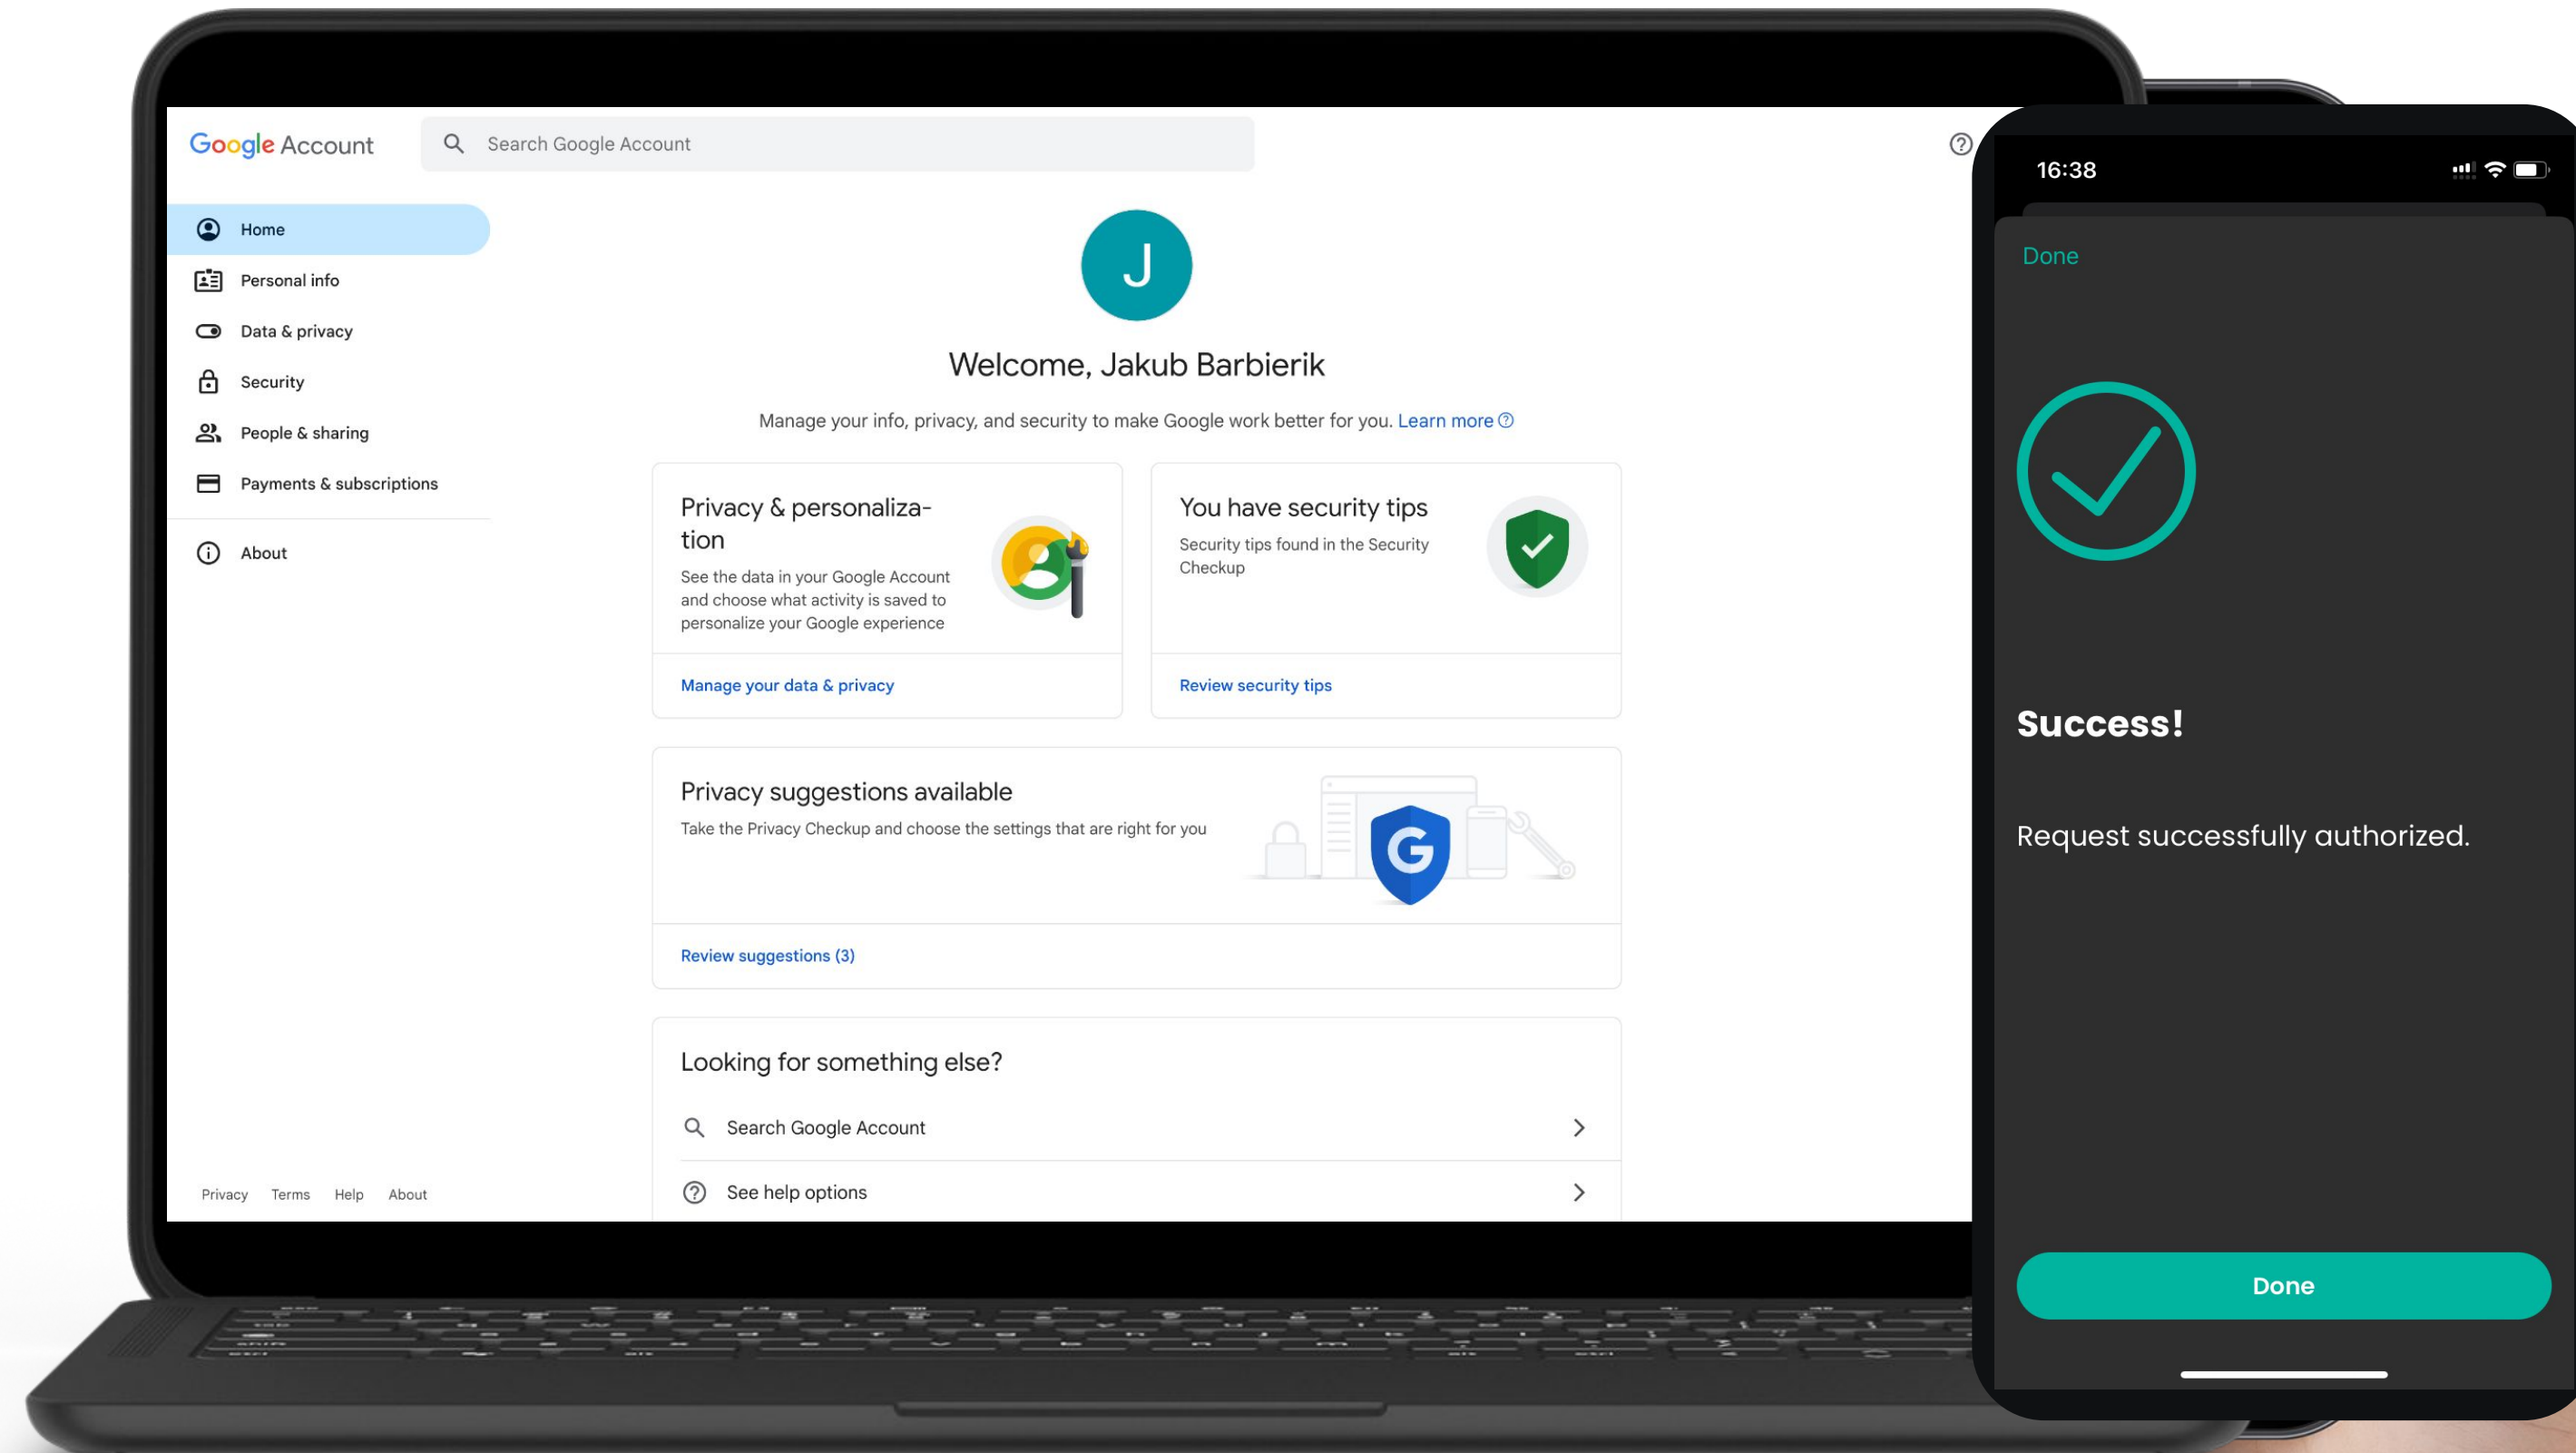 Google Account
Search Google Account
Home
Personal info
Data & privacy
Security
People & sharing
Payments & subscriptions
About
J
Welcome, Jakub Barbierik
Manage your info, privacy, and security to make Google work better for you. Learn more
Privacy & personaliza-
tion
See the data in your Google Account
and choose what activity is saved to
personalize your Google experience
Manage your data & privacy
You have security tips
Security tips found in the Security
Checkup
Review security tips
Privacy suggestions available
Take the Privacy Checkup and choose the settings that are right for you
G
Review suggestions (3)
Looking for something else?
Search Google Account
See help options
Privacy Terms Help About
16:38
Done
Success!
Request successfully authorized.
Done